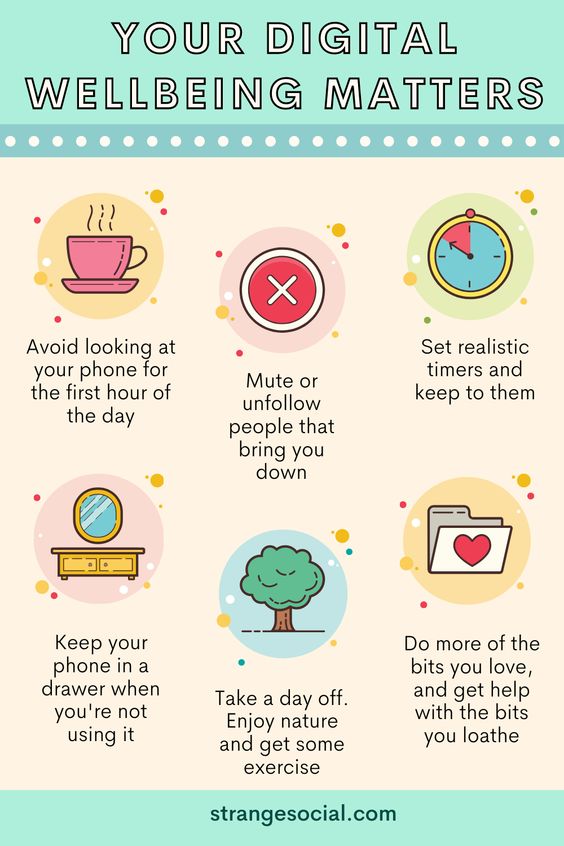 YOUR DIGITAL
WELLBEING MATTERS
Avoid looking at
your phone for
the first hour of
the day
Mute or
unfollow
people that
bring you
down
Set realistic
timers and
keep to them
Keep your
phone in a
drawer when
you're not
using it
Take a day off.
Enjoy nature
and get some
exercise
Do more of the
bits you love,
and get help
with the bits
you loathe
strangesocial.com